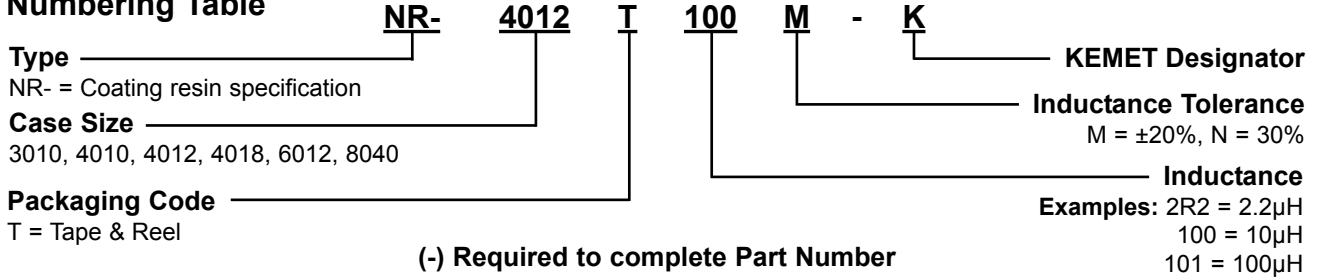 Numbering Table
NR- 4012 T 100 M - K
Type
NR- = Coating resin specification
Case Size
3010, 4010, 4012, 4018, 6012, 8040
Packaging Code
T = Tape & Reel
KEMET Designator
Inductance Tolerance
M = ±20%, N = 30%
Inductance
Examples: 2R2 = 2.2µH
100 = 10µH
101 = 100µH
(-) Required to complete Part Number